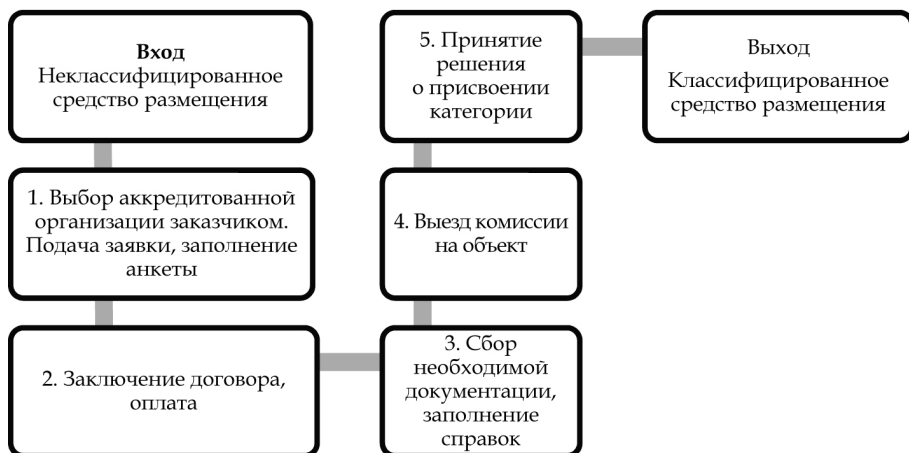 Вход
Неклассифицированное
средство размещения
1. Выбор аккредитованной
организации заказчиком.
Подача заявки, заполнение
анкеты
2. Заключение договора,
оплата
3. Сбор
необходимой
документации,
заполнение
справок
4. Выезд комиссии
на объект
5. Принятие
решения
о присвоении
категории
Выход
Классифицированное
средство размещения